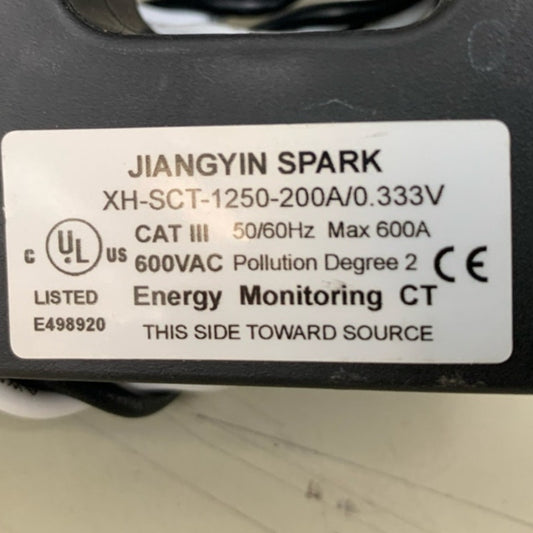 JIANGYIN SPARK
XH-SCT-1250-200A/0.333V
CAT III 50/60Hz Max 600A
C UL US 600VAC Pollution Degree 2 CE
LISTED Energy Monitoring CT
E498920 THIS SIDE TOWARD SOURCE